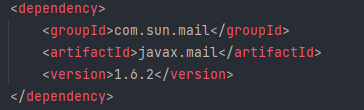 <dependency>
    <groupId>com.sun.mail</groupId>
    <artifactId>javax.mail</artifactId>
    <version>1.6.2</version>
</dependency>